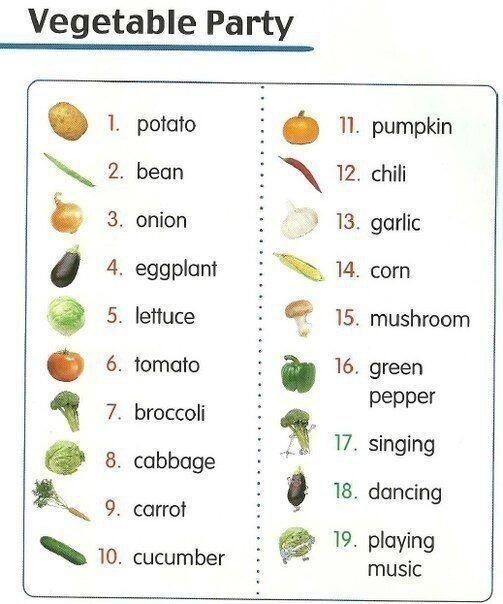 Vegetable Party
1. potato
2. bean
3. onion
4. eggplant
5. lettuce
6. tomato
7. broccoli
8. cabbage
9. carrot
10. cucumber
11. pumpkin
12. chili
13. garlic
14. corn
15. mushroom
16. green
pepper
17. singing
18. dancing
19. playing
music